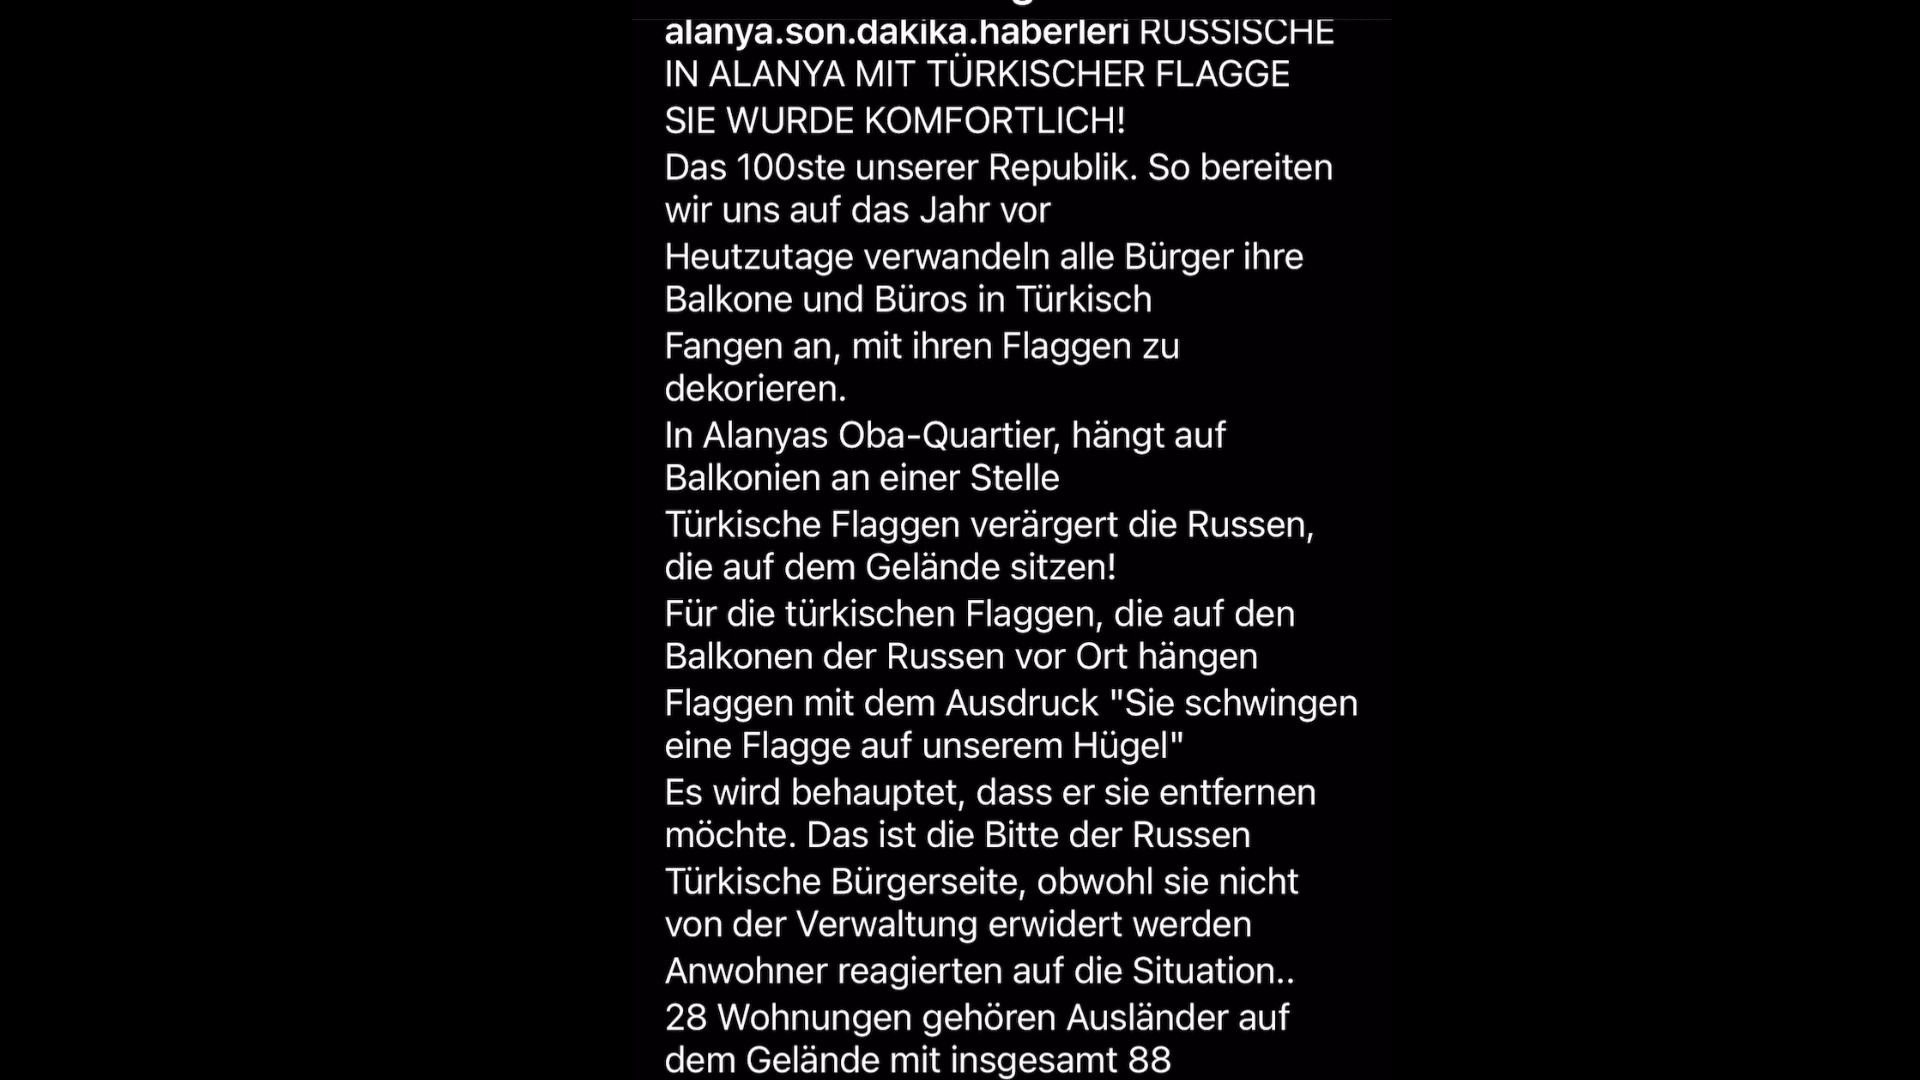 alanya.son.dakika.haberleri RUSSISCHE
IN ALANYA MIT TÜRKISCHER FLAGGE
SIE WURDE KOMFORTLICH!
Das 100ste unserer Republik. So bereiten
wir uns auf das Jahr vor
Heutzutage verwandeln alle Bürger ihre
Balkone und Büros in Türkisch
Fangen an, mit ihren Flaggen zu
dekorieren.
In Alanyas Oba-Quartier, hängt auf
Balkonien an einer Stelle
Türkische Flaggen verärgert die Russen,
die auf dem Gelände sitzen!
Für die türkischen Flaggen, die auf den
Balkonen der Russen vor Ort hängen
Flaggen mit dem Ausdruck "Sie schwingen
eine Flagge auf unserem Hügel"
Es wird behauptet, dass er sie entfernen
möchte. Das ist die Bitte der Russen
Türkische Bürgerseite, obwohl sie nicht
von der Verwaltung erwidert werden
Anwohner reagierten auf die Situation..
28 Wohnungen gehören Ausländer auf
dem Gelände mit insgesamt 88